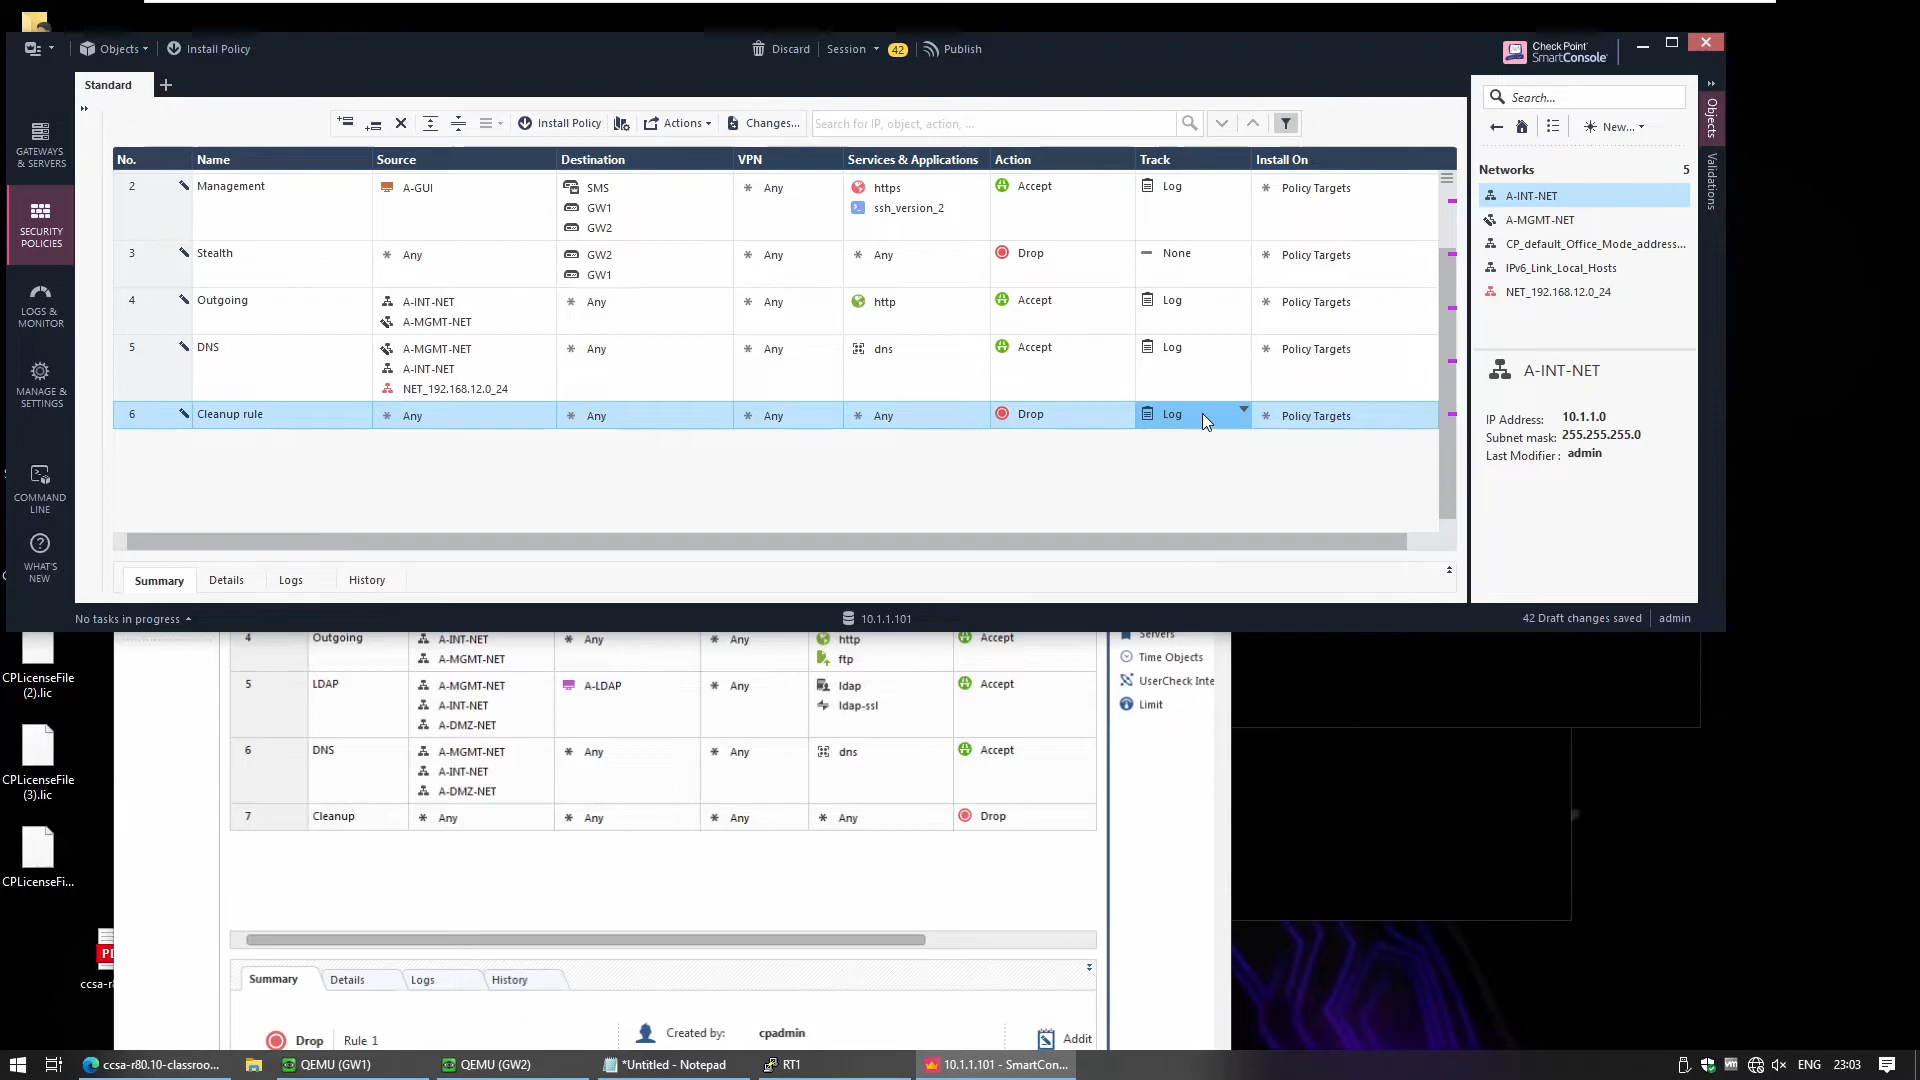 Objects
Install Policy
Discard
Session
42
Publish
Check Point
SmartConsole
Standard
+
Install Policy
Actions
Changes...
Search for IP, object, action, ...
Search...
New...
Objects
Validations
GATEWAYS
& SERVERS
SECURITY
POLICIES
LOGS &
MONITOR
MANAGE &
SETTINGS
COMMAND
LINE
WHAT'S
NEW
No. Name Source Destination VPN Services & Applications Action Track Install On
2 Management A-GUI SMS Any https Accept Log Policy Targets
GW1 ssh_version_2
GW2
3 Stealth Any GW2 Any Any Drop None Policy Targets
GW1
4 Outgoing A-INT-NET Any Any http Accept Log Policy Targets
A-MGMT-NET
5 DNS A-MGMT-NET Any Any dns Accept Log Policy Targets
A-INT-NET
NET_192.168.12.0_24
6 Cleanup rule Any Any Any Any Drop Log Policy Targets
Networks 5
A-INT-NET
A-MGMT-NET
CP_default_Office_Mode_address...
IPv6_Link_Local_Hosts
NET_192.168.12.0_24
A-INT-NET
IP Address: 10.1.1.0
Subnet mask: 255.255.255.0
Last Modifier : admin
Summary Details Logs History
No tasks in progress
10.1.1.101
42 Draft changes saved
admin
4 Outgoing A-INT-NET Any Any http Accept
A-MGMT-NET ftp
5 LDAP A-MGMT-NET A-LDAP Any ldap Accept
A-INT-NET ldap-ssl
A-DMZ-NET
6 DNS A-MGMT-NET Any Any dns Accept
A-INT-NET
A-DMZ-NET
7 Cleanup Any Any Any Any Drop
Servers
Time Objects
UserCheck Inte
Limit
Summary Details Logs History
Drop Rule 1 Created by: cpadmin Addit
CPLicenseFile
(2).lic
CPLicenseFile
(3).lic
CPLicenseFi...
ccsa-r8
ccsa-r80.10-classroo...
QEMU (GW1)
QEMU (GW2)
*Untitled - Notepad
RT1
10.1.1.101 - SmartCon...
ENG
23:03